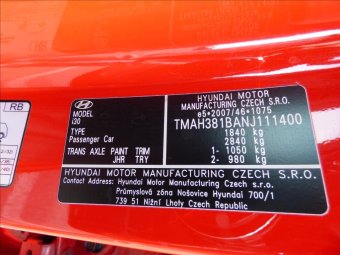 RB
HYUNDAI MOTOR
MANUFACTURING CZECH S.R.O.
e5*2007/46*1075
TMAH381BANJ111400
1840 kg
2840 kg
1- 1050 kg
2- 980 kg
MODEL
i30
TYPE
Passenger Car
TRANS AXLE PAINT TRIM
JHR TRY
HYUNDAI MOTOR MANUFACTURING CZECH S.R.O.
Contact Address: Hyundai Motor Manufacturing Czech s.r.o.
Průmyslová zóna Nošovice Hyundai 700/1
739 51 Nižní Lhoty Czech Republic